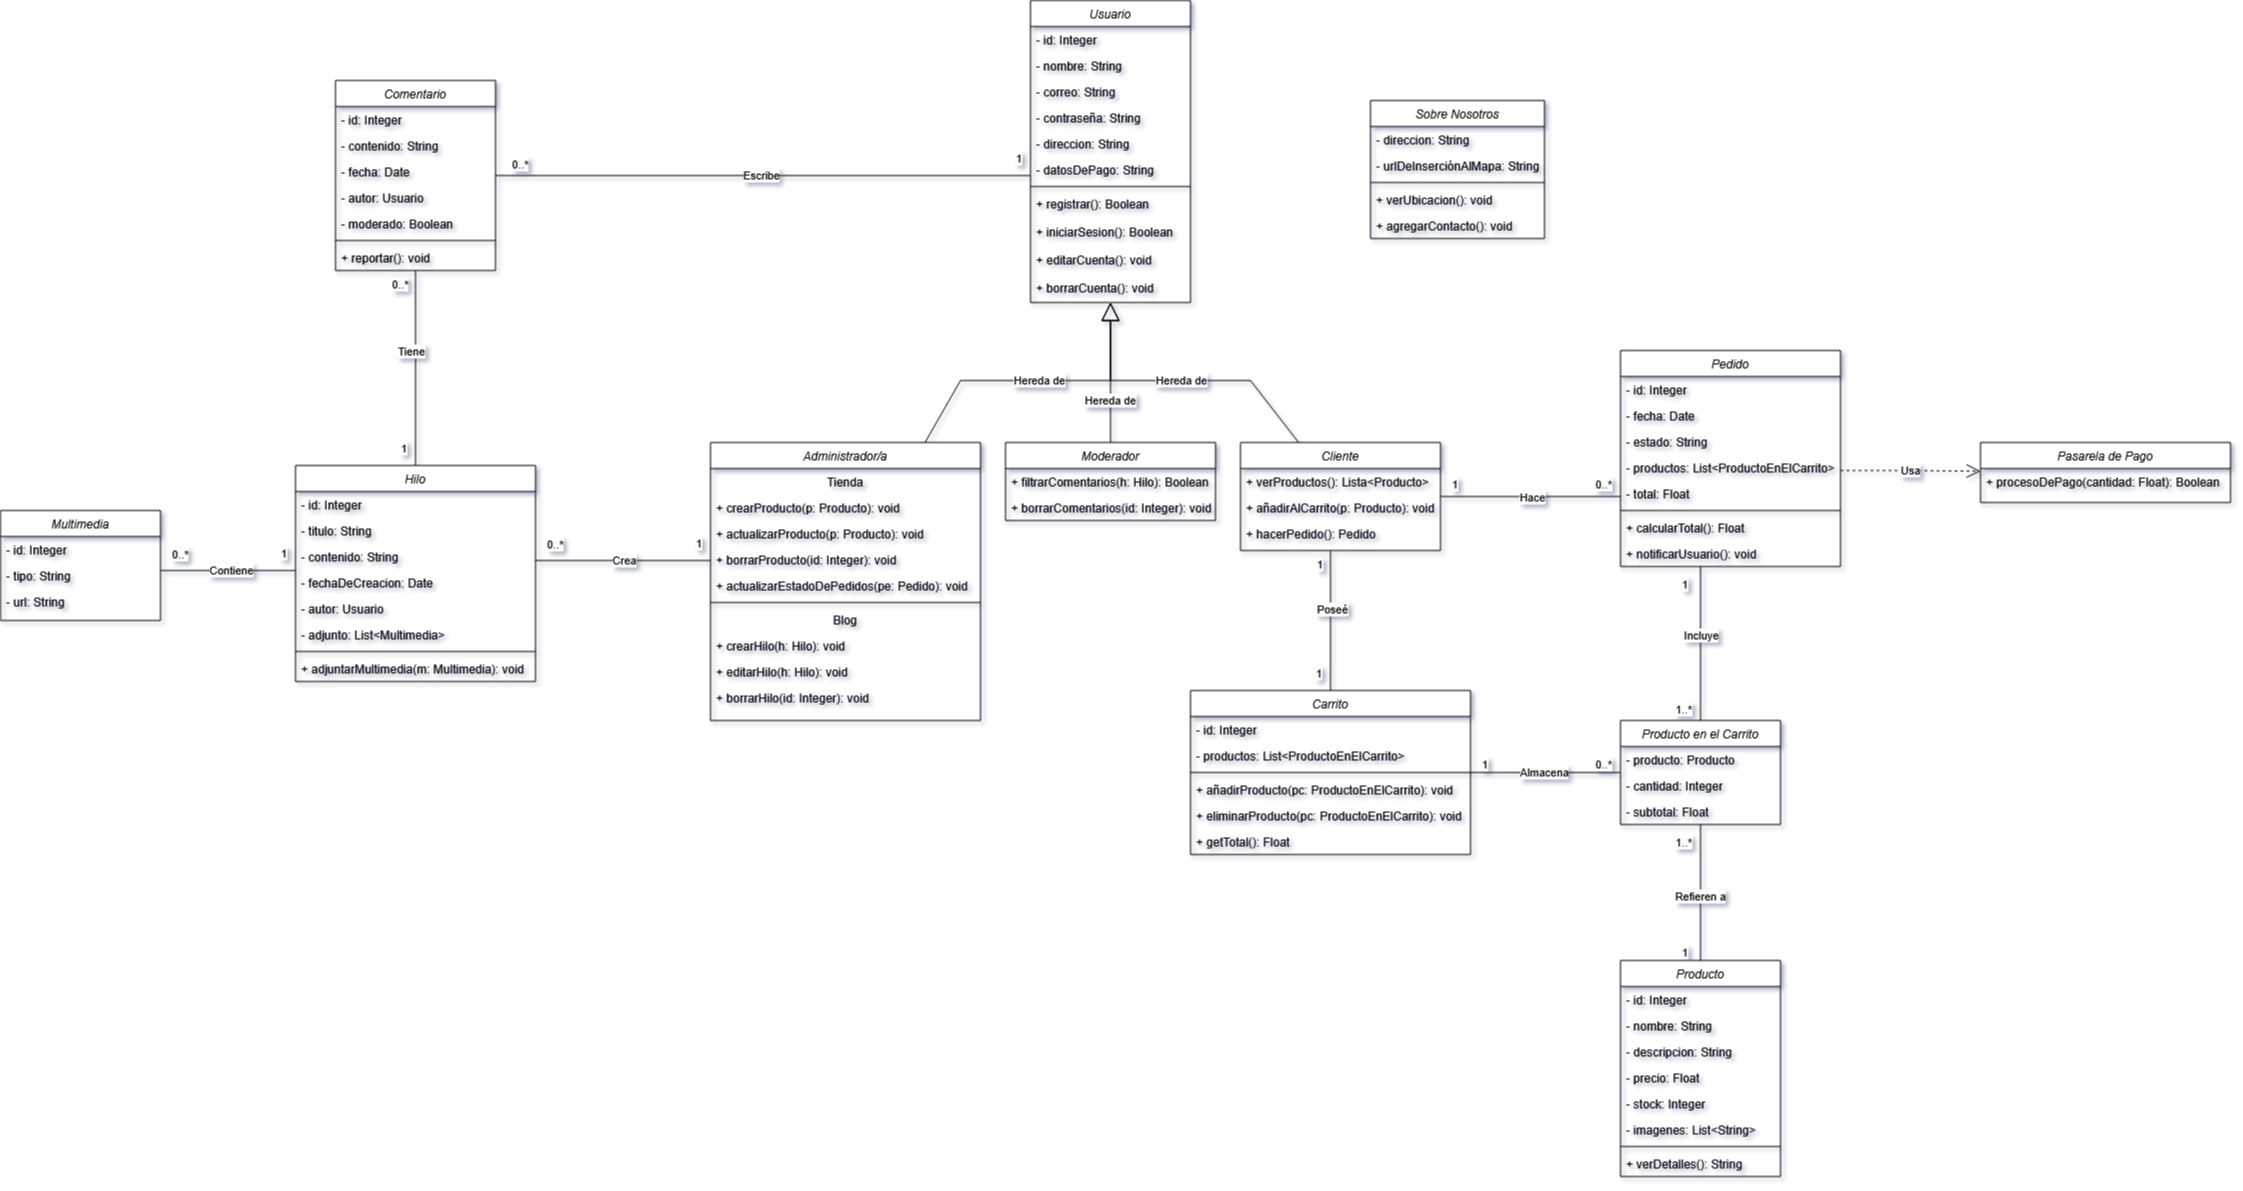 Usuario
- id: Integer
- nombre: String
- correo: String
- contraseña: String
- direccion: String
- datosDePago: String
+ registrar(): Boolean
+ iniciarSesion(): Boolean
+ editarCuenta(): void
+ borrarCuenta(): void
Comentario
- id: Integer
- contenido: String
- fecha: Date
- autor: Usuario
- moderado: Boolean
+ reportar(): void
0..*
Escribe
1
Sobre Nosotros
- direccion: String
- urlDeInserciónAlMapa: String
+ verUbicacion(): void
+ agregarContacto(): void
0..*
Tiene
1
Hereda de
Hereda de
Hereda de
Multimedia
- id: Integer
- tipo: String
- url: String
0..*
Contiene
1
Hilo
- id: Integer
- titulo: String
- contenido: String
- fechaDeCreacion: Date
- autor: Usuario
- adjunto: List<Multimedia>
+ adjuntarMultimedia(m: Multimedia): void
0..*
Crea
1
Administrador/a
Tienda
+ crearProducto(p: Producto): void
+ actualizarProducto(p: Producto): void
+ borrarProducto(id: Integer): void
+ actualizarEstadoDePedidos(pe: Pedido): void
Blog
+ crearHilo(h: Hilo): void
+ editarHilo(h: Hilo): void
+ borrarHilo(id: Integer): void
Moderador
+ filtrarComentarios(h: Hilo): Boolean
+ borrarComentarios(id: Integer): void
Cliente
+ verProductos(): Lista<Producto>
+ añadirAlCarrito(p: Producto): void
+ hacerPedido(): Pedido
1
Hace
0..*
Pedido
- id: Integer
- fecha: Date
- estado: String
- productos: List<ProductoEnElCarrito>
- total: Float
+ calcularTotal(): Float
+ notificarUsuario(): void
Usa
Pasarela de Pago
+ procesoDePago(cantidad: Float): Boolean
1
Poseé
1
1
Incluye
1..*
Carrito
- id: Integer
- productos: List<ProductoEnElCarrito>
+ añadirProducto(pc: ProductoEnElCarrito): void
+ eliminarProducto(pc: ProductoEnElCarrito): void
+ getTotal(): Float
1
Almacena
0..*
Producto en el Carrito
- producto: Producto
- cantidad: Integer
- subtotal: Float
1..*
Refieren a
1
Producto
- id: Integer
- nombre: String
- descripcion: String
- precio: Float
- stock: Integer
- imagenes: List<String>
+ verDetalles(): String